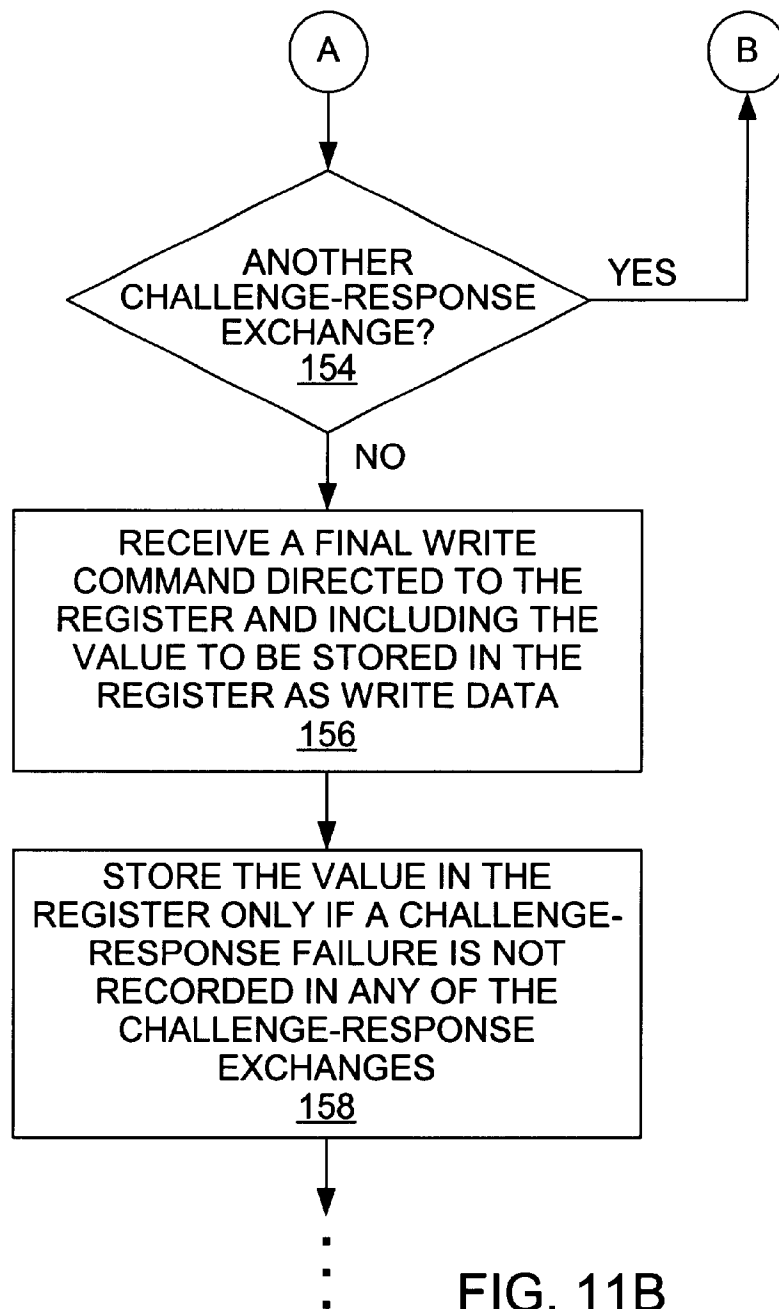 A
B
ANOTHER
CHALLENGE-RESPONSE
EXCHANGE?
154
YES
NO
RECEIVE A FINAL WRITE
COMMAND DIRECTED TO THE
REGISTER AND INCLUDING THE
VALUE TO BE STORED IN THE
REGISTER AS WRITE DATA
156
STORE THE VALUE IN THE
REGISTER ONLY IF A CHALLENGE-
RESPONSE FAILURE IS NOT
RECORDED IN ANY OF THE
CHALLENGE-RESPONSE
EXCHANGES
158
FIG. 11B